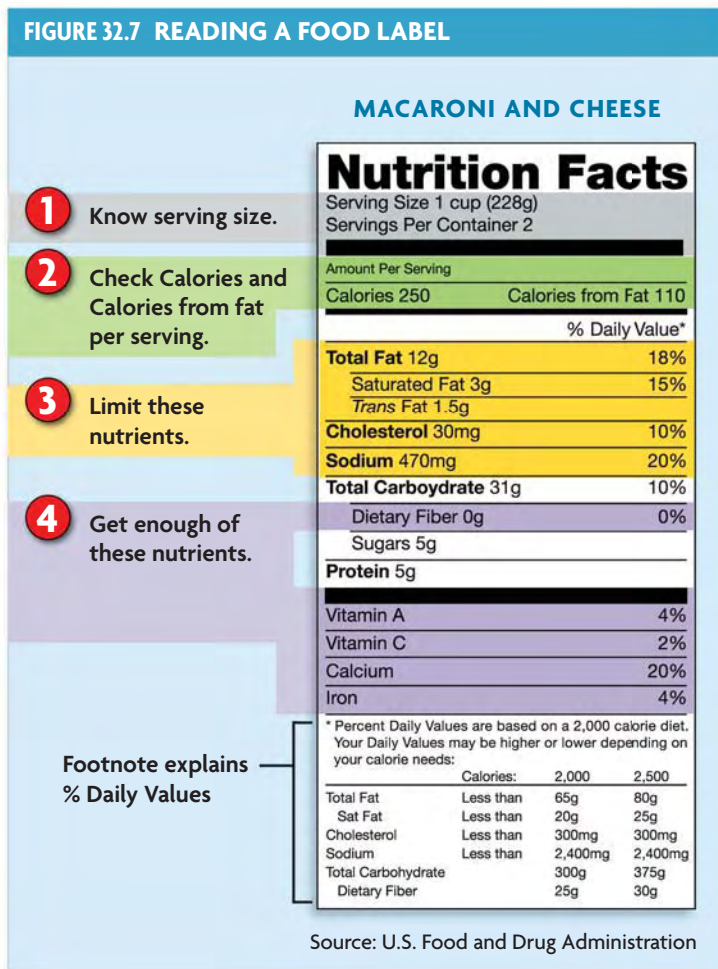 FIGURE 32.7 READING A FOOD LABEL
MACARONI AND CHEESE
Nutrition Facts
1 Know serving size.
Serving Size 1 cup (228g)
Servings Per Container 2
2 Check Calories and
Calories from fat
per serving.
Amount Per Serving
Calories 250 Calories from Fat 110
% Daily Value*
3 Limit these
nutrients.
Total Fat 12g 18%
Saturated Fat 3g 15%
Trans Fat 1.5g
Cholesterol 30mg 10%
Sodium 470mg 20%
Total Carboydrate 31g 10%
4 Get enough of
these nutrients.
Dietary Fiber 0g 0%
Sugars 5g
Protein 5g
Vitamin A 4%
Vitamin C 2%
Calcium 20%
Iron 4%
Footnote explains
% Daily Values
* Percent Daily Values are based on a 2,000 calorie diet.
Your Daily Values may be higher or lower depending on
your calorie needs:
Calories: 2,000 2,500
Total Fat Less than 65g 80g
Sat Fat Less than 20g 25g
Cholesterol Less than 300mg 300mg
Sodium Less than 2,400mg 2,400mg
Total Carbohydrate 300g 375g
Dietary Fiber 25g 30g
Source: U.S. Food and Drug Administration